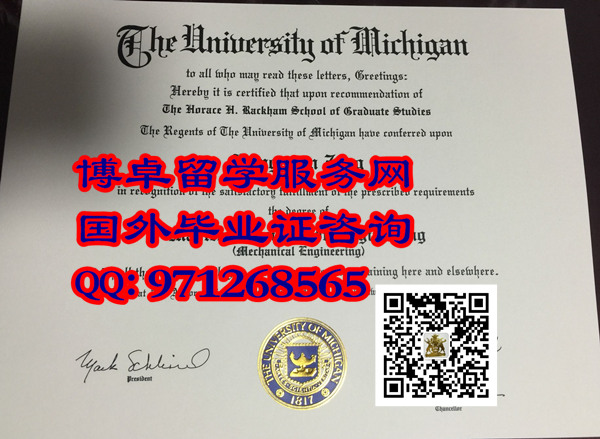 The University of Michigan
to all who may read these letters, Greetings:
Hereby it is certified that upon recommendation of
The Horace H. Rackham School of Graduate Studies
The Regents of The University of Michigan have conferred upon
博卓留学服务网
in recognition of the satisfactory fulfillment of the prescribed requirements
the degree of
国外毕业证咨询
(Mechanical Engineering)
here and elsewhere.
QQ: 971268565
President
THE UNIVERSITY OF MICHIGAN
1817
Chancellor